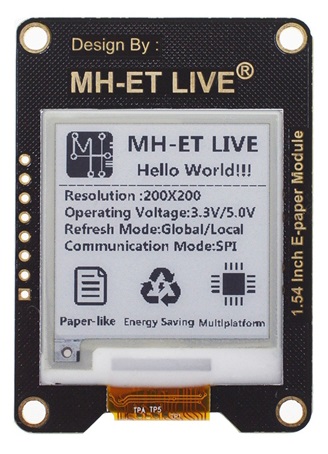 Design By :
MH-ET LIVE®
MH-ET LIVE
Hello World!!!
Resolution :200X200
Operating Voltage:3.3V/5.0V
Refresh Mode:Global/Local
Communication Mode:SPI
Paper-like
Energy Saving
Multiplatform
1.54 Inch E-paper Module
TPA TP5